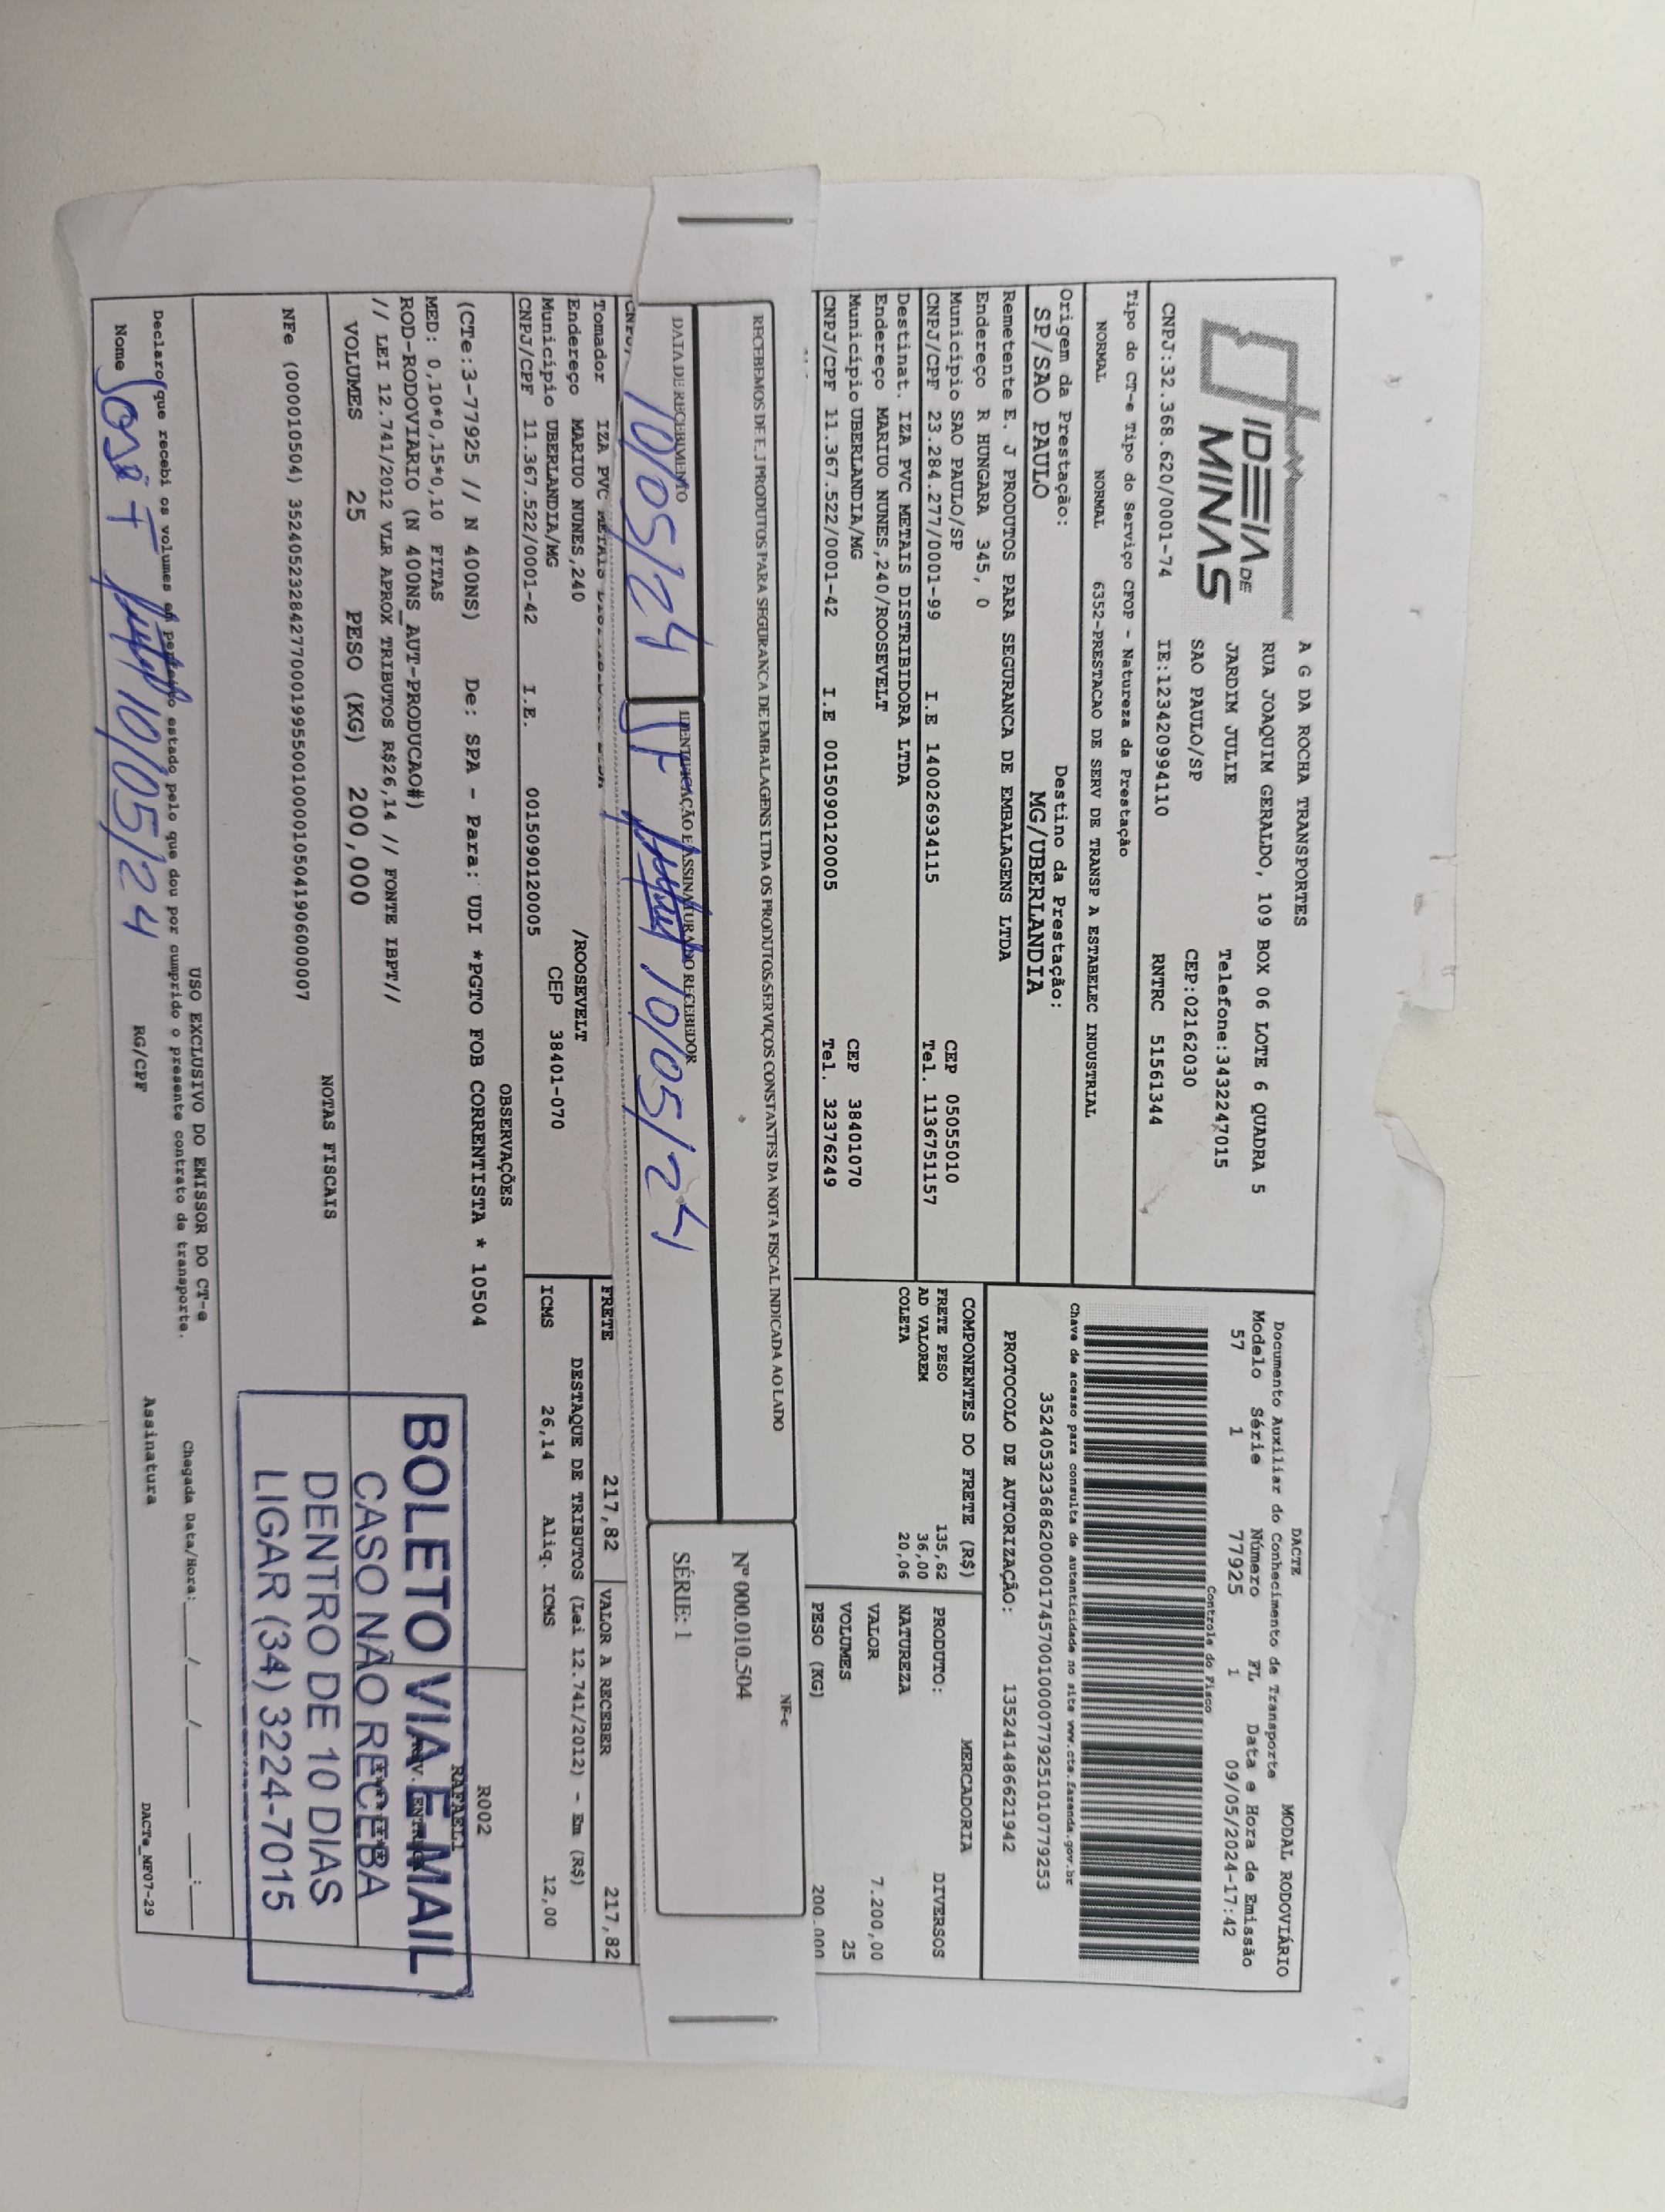 IDEIA DE
MINAS
A G DA ROCHA TRANSPORTES
RUA JOAQUIM GERALDO, 109 BOX 06 LOTE 6 QUADRA 5
JARDIM JULIE Telefone:3432247015
SAO PAULO/SP CEP:02162030
CNPJ:32.368.620/0001-74 IE:123420994110 RNTRC 51561344
Tipo do CT-e Tipo do Serviço CFOP - Natureza da Prestação
NORMAL NORMAL 6352-PRESTACAO DE SERV DE TRANSP A ESTABELEC INDUSTRIAL
Origem da Prestação: Destino da Prestação:
SP/SAO PAULO MG/UBERLANDIA
Remetente E. J PRODUTOS PARA SEGURANCA DE EMBALAGENS LTDA
Endereço R HUNGARA 345, 0
Município SAO PAULO/SP CEP 05055010
CNPJ/CPF 23.284.277/0001-99 I.E 140026934115 Tel. 1136751157
Destinat. IZA PVC METAIS DISTRIBIDORA LTDA
Endereço MARIUO NUNES,240/ROOSEVELT
Município UBERLANDIA/MG CEP 38401070
CNPJ/CPF 11.367.522/0001-42 I.E 0015090120005 Tel. 32376249
DACTE MODAL RODOVIÁRIO
Documento Auxiliar do Conhecimento de Transporte
Modelo Série Número FL Data e Hora de Emissão
57 1 77925 1 09/05/2024-17:42
Controle do Fisco
Chave de acesso para consulta de autenticidade no site www.cte.fazenda.gov.br
35240532368620000174570010000779251010779253
PROTOCOLO DE AUTORIZAÇÃO: 135241486621942
COMPONENTES DO FRETE (R$)
FRETE PESO 135,62
AD VALOREM 36,00
COLETA 20,06
MERCADORIA
PRODUTO: DIVERSOS
NATUREZA
VALOR 7.200,00
VOLUMES 25
PESO (KG) 200.000
RECEBEMOS DE E. J PRODUTOS PARA SEGURANCA DE EMBALAGENS LTDA OS PRODUTOS/SERVIÇOS CONSTANTES DA NOTA FISCAL INDICADA AO LADO
DATA DE RECEBIMENTO IDENTIFICAÇÃO E ASSINATURA DO RECEBEDOR
10/05/24 JF 10/05/24
NF-e
Nº 000.010.504
SÉRIE: 1
Tomador IZA PVC METAIS
Endereço MARIUO NUNES,240 /ROOSEVELT
Município UBERLANDIA/MG CEP 38401-070
CNPJ/CPF 11.367.522/0001-42 I.E. 0015090120005
FRETE 217,82 VALOR A RECEBER 217,82
DESTAQUE DE TRIBUTOS (Lei 12.741/2012) - Em (R$)
ICMS 26,14 Aliq. ICMS 12,00
OBSERVAÇÕES
(CTe:3-77925 // N 400NS) De: SPA - Para: UDI *PGTO FOB CORRENTISTA * 10504
MED: 0,10*0,15*0,10 FITAS
ROD-RODOVIARIO (N 400NS_AUT-PRODUCAO#)
// LEI 12.741/2012 VLR APROX TRIBUTOS R$26,14 // FONTE IBPT//
VOLUMES 25 PESO (KG) 200,000
R002
RAFAELI
BOLETO VIA E MAIL
CASO NÃO RECEBA
DENTRO DE 10 DIAS
LIGAR (34) 3224-7015
NOTAS FISCAIS
NFe (000010504) 35240523284277000199550010000105041906000007
USO EXCLUSIVO DO EMISSOR DO CT-e
Declaro que recebi os volumes em perfeito estado pelo que dou por cumprido o presente contrato de transporte. Chegada Data/Hora:____/____/____ ___:___
Nome José F 10/05/24 RG/CPF Assinatura DACTe_MF07-29